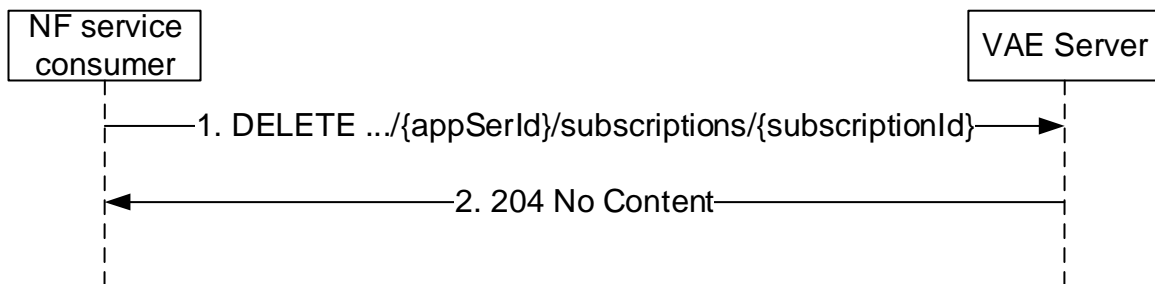 NF service
consumer
VAE Server
1. DELETE .../{appSerId}/subscriptions/{subscriptionId}
2. 204 No Content